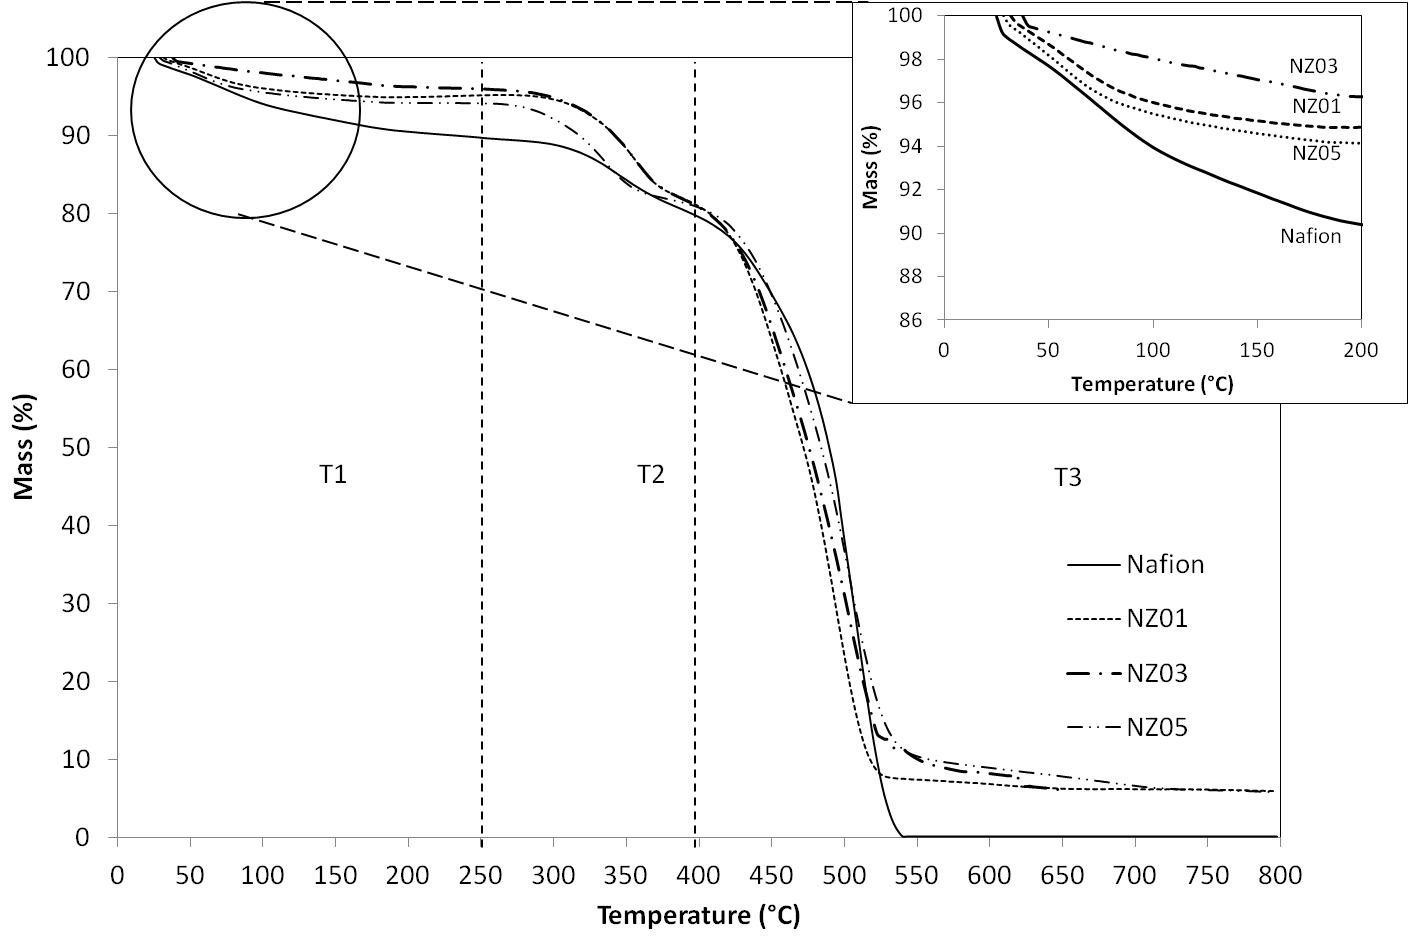 100
90
80
70
60
50
40
30
20
10
0
Mass (%)
0 50 100 150 200 250 300 350 400 450 500 550 600 650 700 750 800
Temperature (°C)
T1 T2 T3
Nafion
NZ01
NZ03
NZ05
100
98
96
94
92
90
88
86
Mass (%)
0 50 100 150 200
Temperature (°C)
NZ03
NZ01
NZ05
Nafion